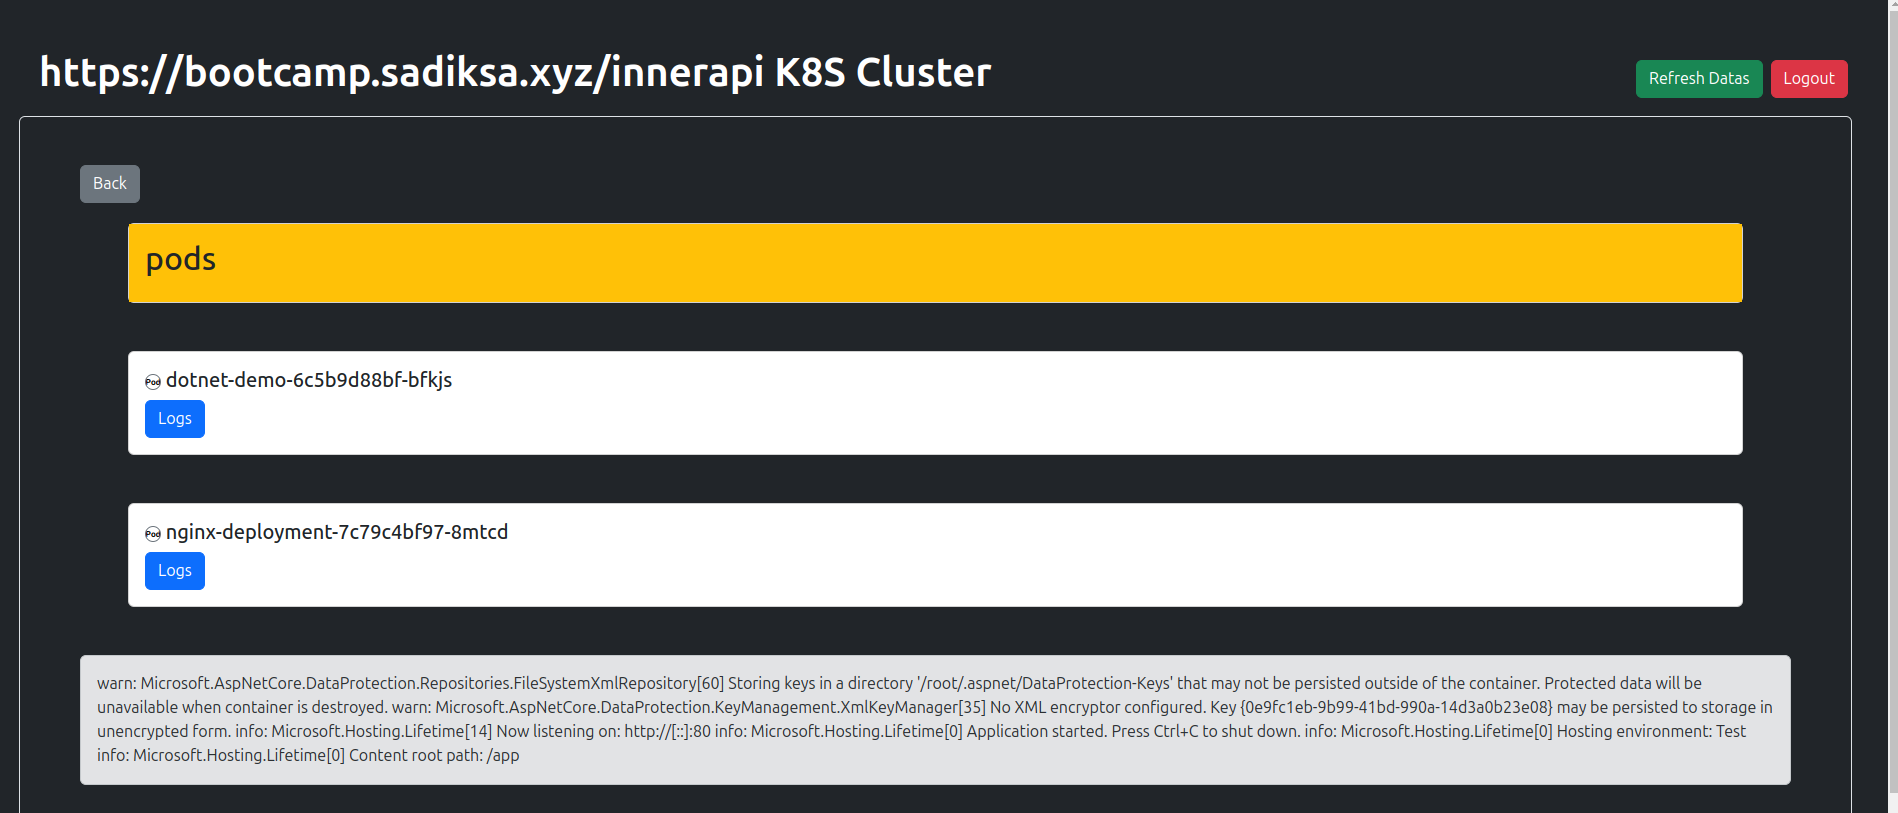 https://bootcamp.sadiksa.xyz/innerapi K8S Cluster
Refresh Datas
Logout
Back
pods
Pod dotnet-demo-6c5b9d88bf-bfkjs
Logs
Pod nginx-deployment-7c79c4bf97-8mtcd
Logs
warn: Microsoft.AspNetCore.DataProtection.Repositories.FileSystemXmlRepository[60] Storing keys in a directory '/root/.aspnet/DataProtection-Keys' that may not be persisted outside of the container. Protected data will be
unavailable when container is destroyed. warn: Microsoft.AspNetCore.DataProtection.KeyManagement.XmlKeyManager[35] No XML encryptor configured. Key {0e9fc1eb-9b99-41bd-990a-14d3a0b23e08} may be persisted to storage in
unencrypted form. info: Microsoft.Hosting.Lifetime[14] Now listening on: http://[::]:80 info: Microsoft.Hosting.Lifetime[0] Application started. Press Ctrl+C to shut down. info: Microsoft.Hosting.Lifetime[0] Hosting environment: Test
info: Microsoft.Hosting.Lifetime[0] Content root path: /app